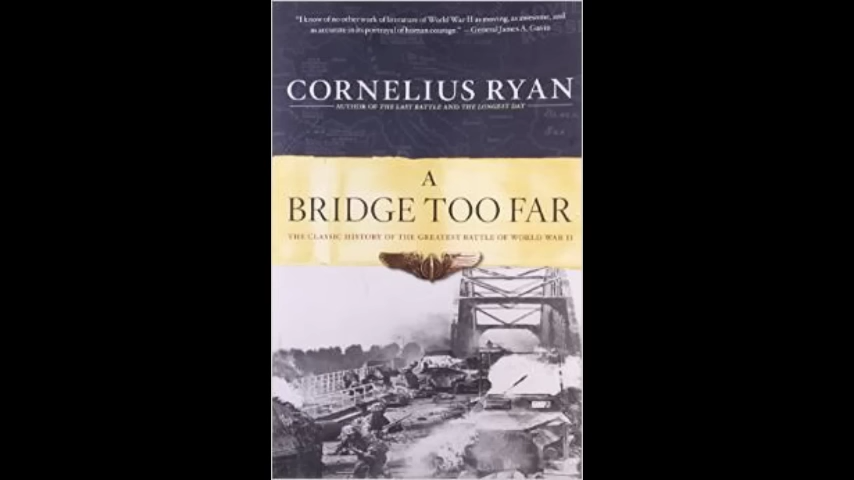 "I know of no other work of literature of World War II as moving, as awesome, and
as accurate in its portrayal of human courage." —General James A. Gavin
CORNELIUS RYAN
AUTHOR OF THE LAST BATTLE AND THE LONGEST DAY
A
BRIDGE TOO FAR
THE CLASSIC HISTORY OF THE GREATEST BATTLE OF WORLD WAR II